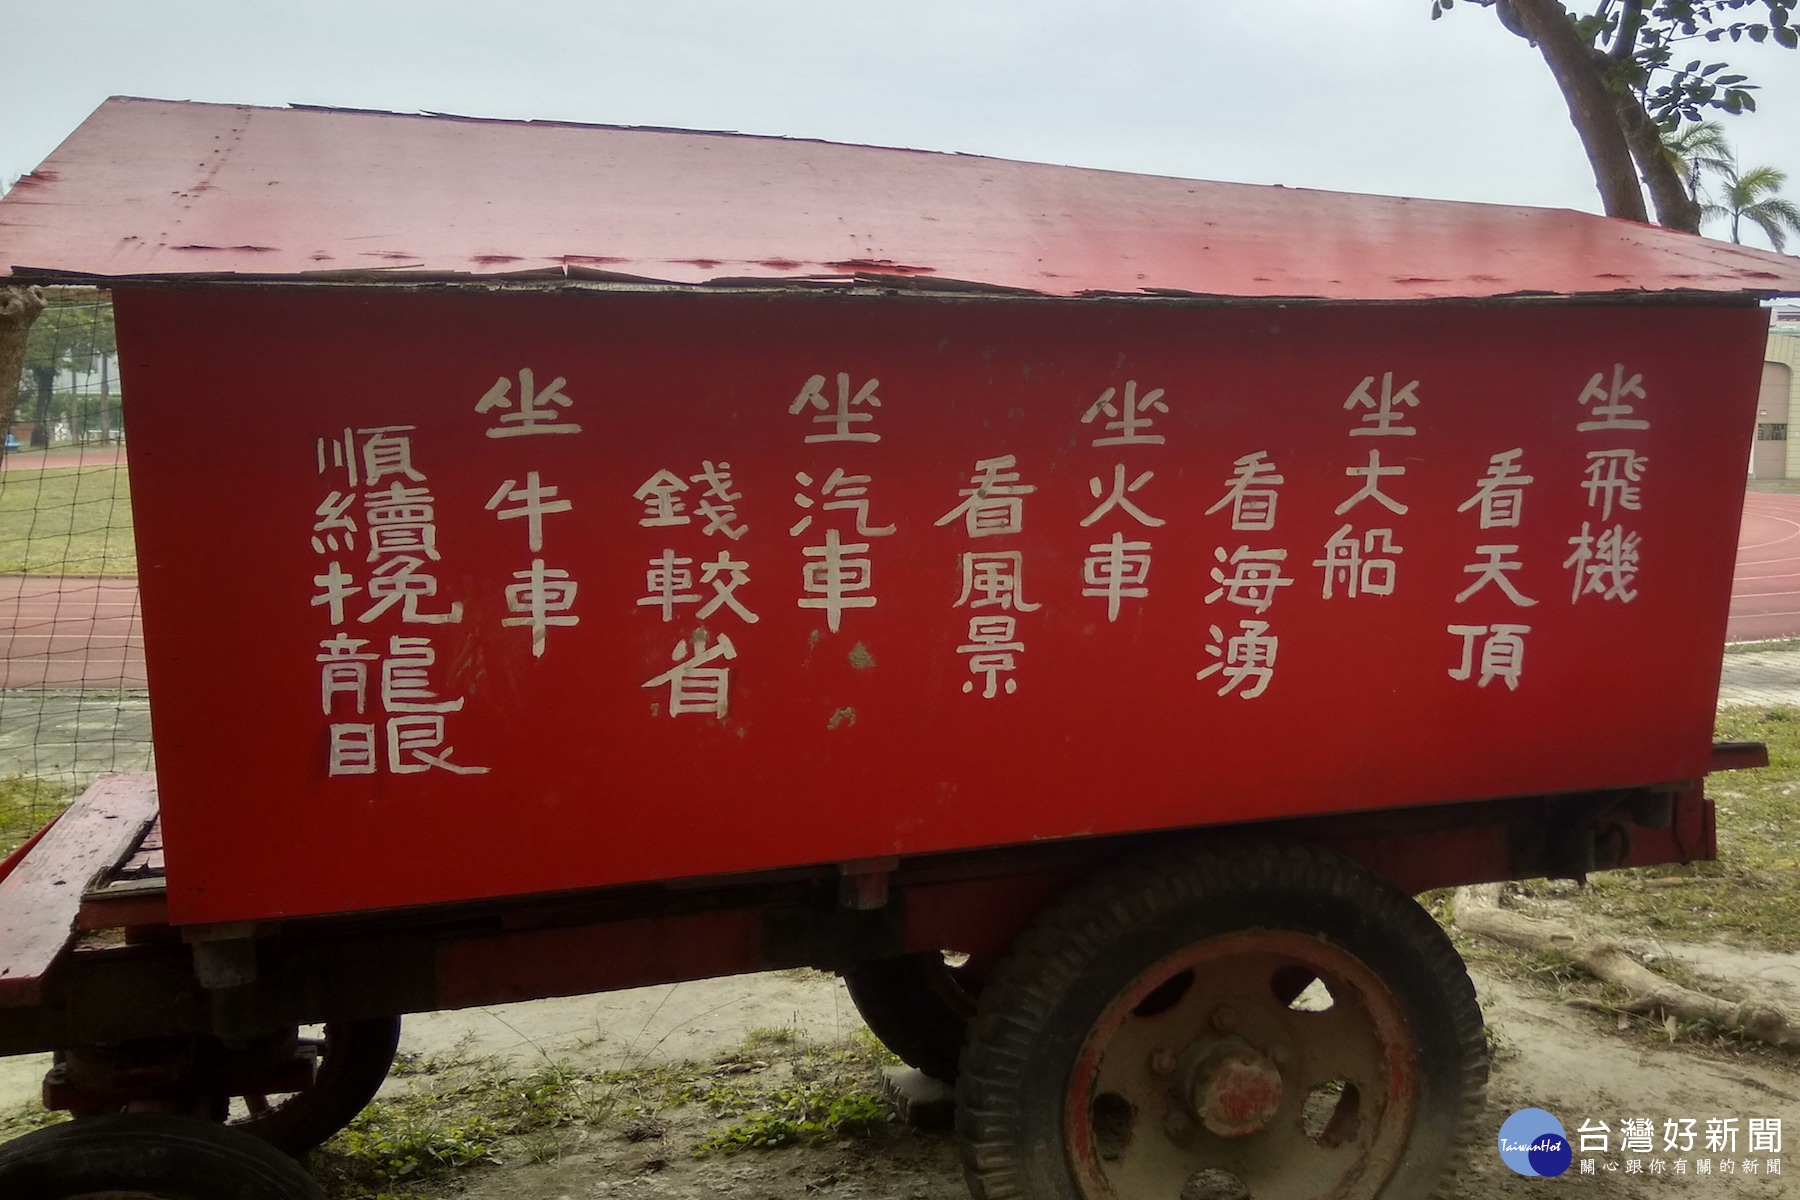 坐飛機
看天頂
坐大船
看海湧
坐火車
看風景
坐汽車
錢較省
坐牛車
順續挽龍眼
TaiwanHot
台灣好新聞
關心跟你有關的新聞